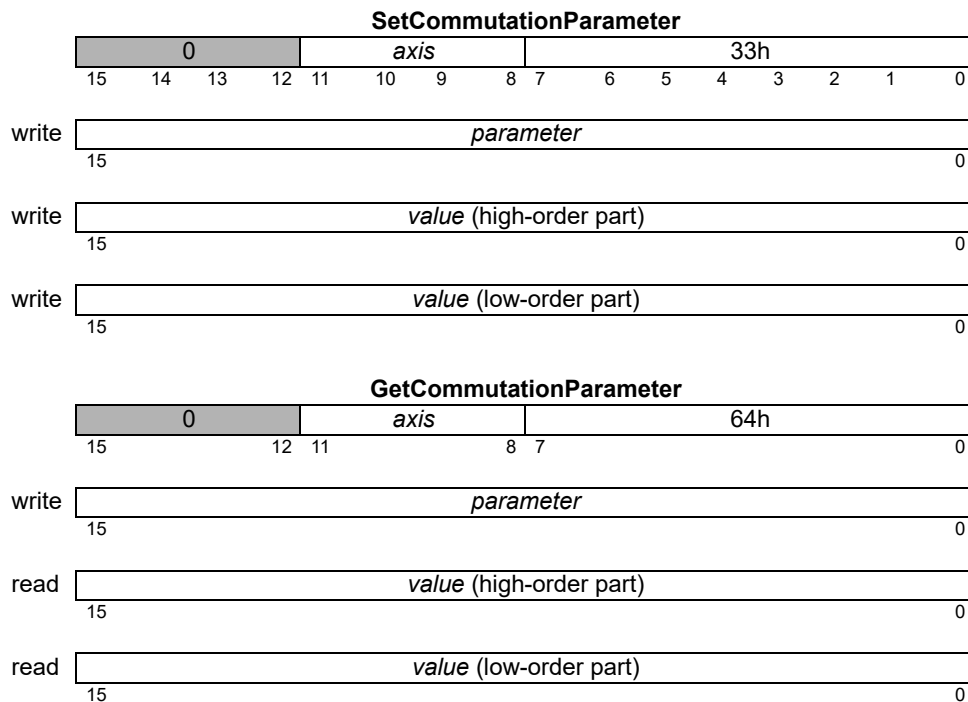 SetCommutationParameter
0 axis 33h
15 14 13 12 11 10 9 8 7 6 5 4 3 2 1 0
write parameter
15 0
write value (high-order part)
15 0
write value (low-order part)
15 0
GetCommutationParameter
0 axis 64h
15 12 11 8 7 0
write parameter
15 0
read value (high-order part)
15 0
read value (low-order part)
15 0